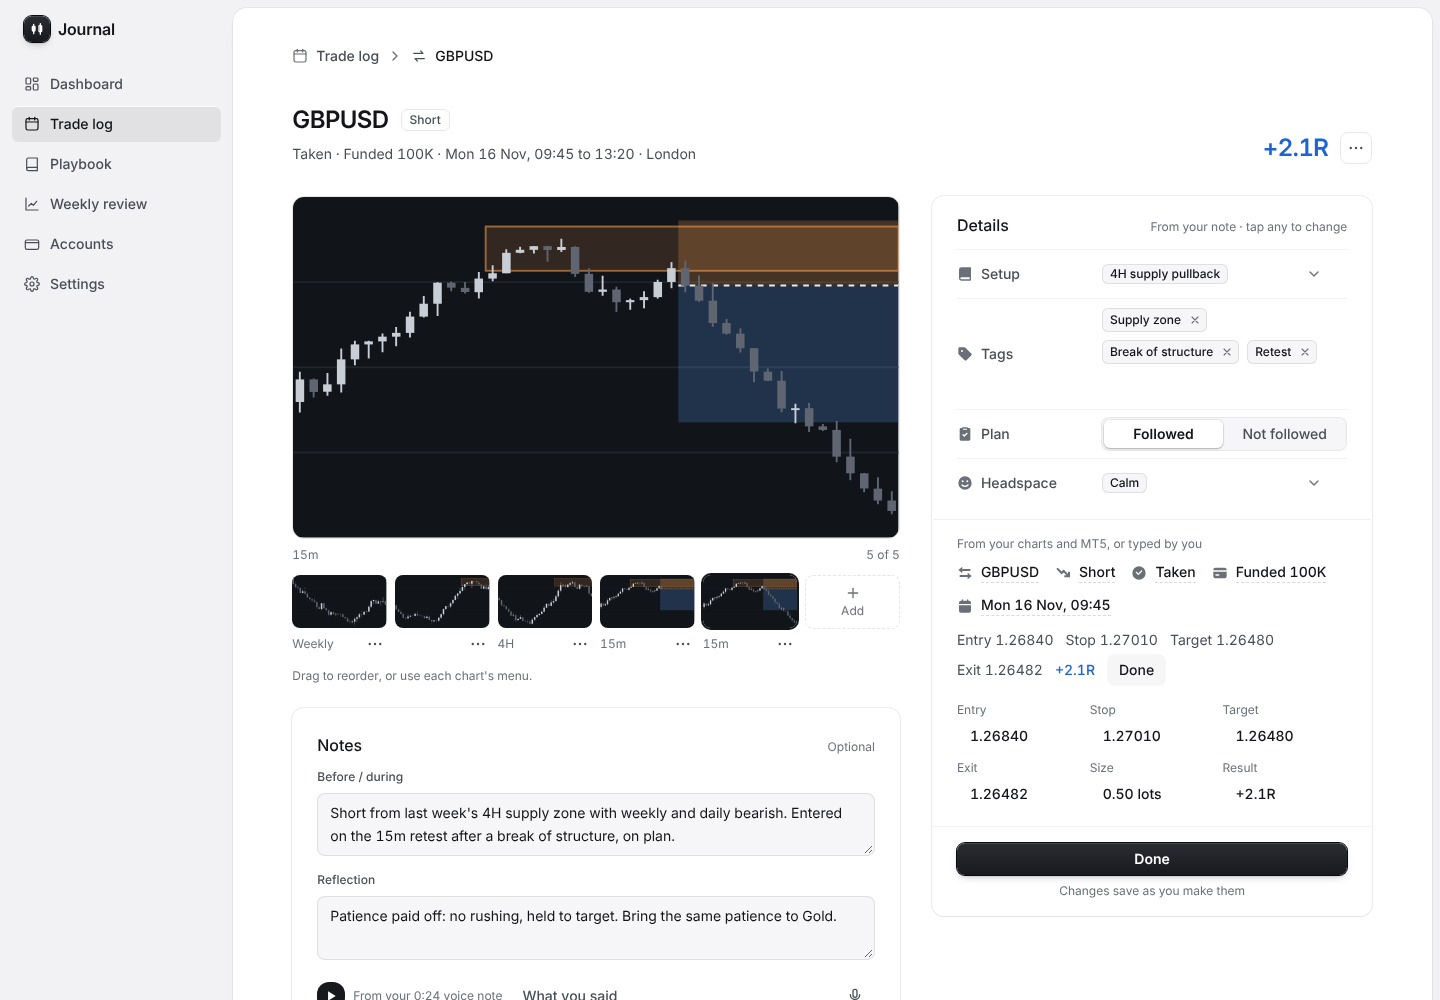 Journal
Dashboard
Trade log
Playbook
Weekly review
Accounts
Settings
Trade log > GBPUSD
GBPUSD Short
Taken · Funded 100K · Mon 16 Nov, 09:45 to 13:20 · London
+2.1R
15m 5 of 5
Weekly 4H 15m 15m
Add
Drag to reorder, or use each chart's menu.
Notes Optional
Before / during
Short from last week's 4H supply zone with weekly and daily bearish. Entered
on the 15m retest after a break of structure, on plan.
Reflection
Patience paid off: no rushing, held to target. Bring the same patience to Gold.
From your 0:24 voice note What you said
Details From your note · tap any to change
Setup 4H supply pullback
Tags Supply zone
Break of structure Retest
Plan Followed Not followed
Headspace Calm
From your charts and MT5, or typed by you
GBPUSD Short Taken Funded 100K
Mon 16 Nov, 09:45
Entry 1.26840 Stop 1.27010 Target 1.26480
Exit 1.26482 +2.1R Done
Entry Stop Target
1.26840 1.27010 1.26480
Exit Size Result
1.26482 0.50 lots +2.1R
Done
Changes save as you make them